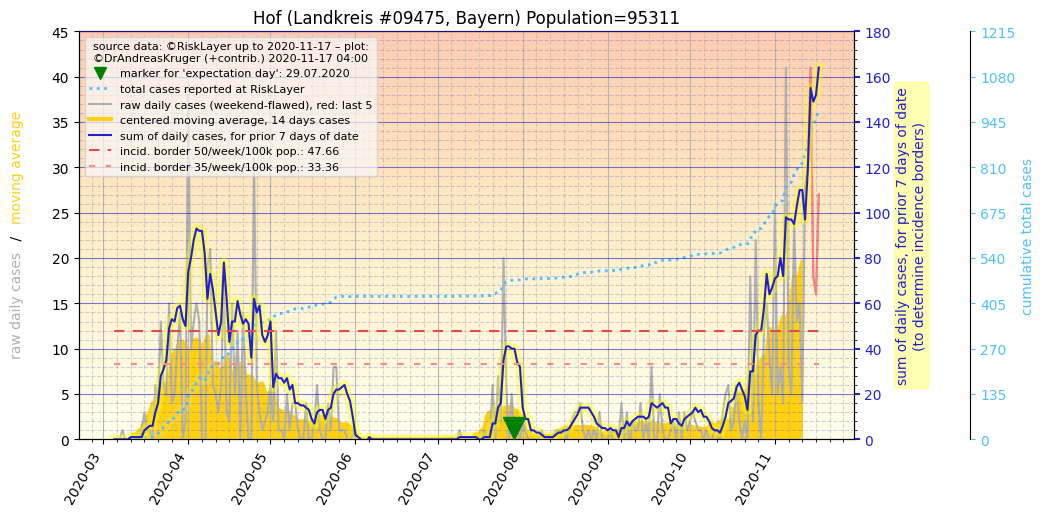 Hof (Landkreis #09475, Bayern) Population=95311
source data: ©RiskLayer up to 2020-11-17 – plot:
©DrAndreasKruger (+contrib.) 2020-11-17 04:00
marker for 'expectation day': 29.07.2020
total cases reported at RiskLayer
raw daily cases (weekend-flawed), red: last 5
centered moving average, 14 days cases
sum of daily cases, for prior 7 days of date
incid. border 50/week/100k pop.: 47.66
incid. border 35/week/100k pop.: 33.36
raw daily cases / moving average
45
40
35
30
25
20
15
10
5
0
2020-03
2020-04
2020-05
2020-06
2020-07
2020-08
2020-09
2020-10
2020-11
180
160
140
120
100
80
60
40
20
0
sum of daily cases, for prior 7 days of date
(to determine incidence borders)
1215
1080
945
810
675
540
405
270
135
0
cumulative total cases